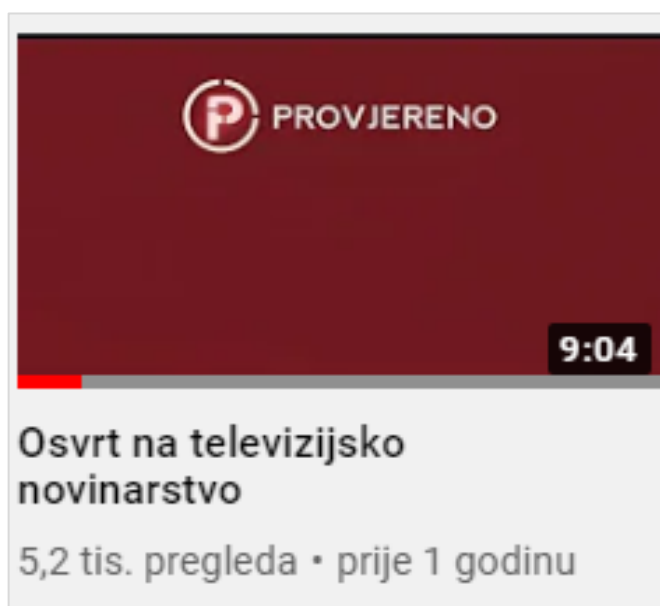 PROVJERENO
9:04
Osvrt na televizijsko
novinarstvo
5,2 tis. pregleda • prije 1 godinu